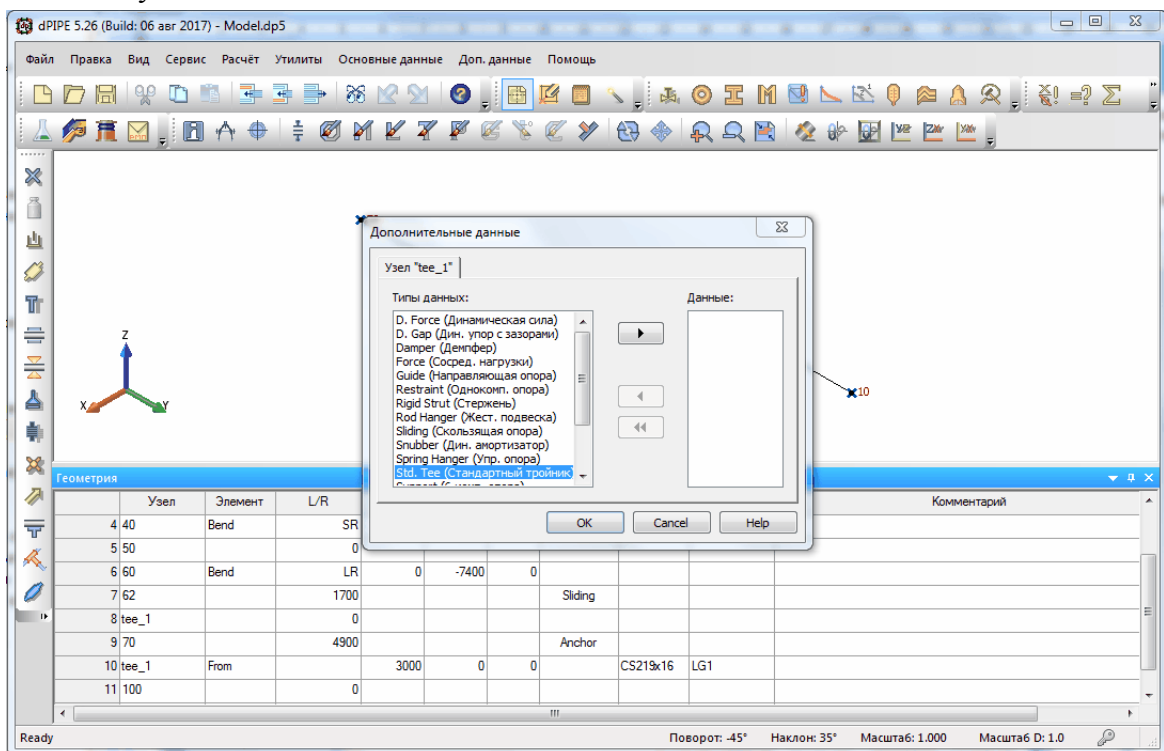 dPIPE 5.26 (Build: 06 авг 2017) - Model.dp5
Файл Правка Вид Сервис Расчёт Утилиты Основные данные Доп. данные Помощь
Дополнительные данные
Узел "tee_1"
Типы данных: Данные:
D. Force (Динамическая сила)
D. Gap (Дин. упор с зазорами)
Damper (Демпфер)
Force (Сосред. нагрузки)
Guide (Направляющая опора)
Restraint (Однокомп. опора)
Rigid Strut (Стержень)
Rod Hanger (Жест. подвеска)
Sliding (Скользящая опора)
Snubber (Дин. амортизатор)
Spring Hanger (Упр. опора)
Std. Tee (Стандартный тройник)
OK Cancel Help
Z
X Y
10
Геометрия
Узел Элемент L/R Комментарий
4 40 Bend SR
5 50 0
6 60 Bend LR 0 -7400 0
7 62 1700 Sliding
8 tee_1 0
9 70 4900 Anchor
10 tee_1 From 3000 0 0 CS219x16 LG1
11 100 0
Ready Поворот: -45° Наклон: 35° Масштаб: 1.000 Масштаб D: 1.0